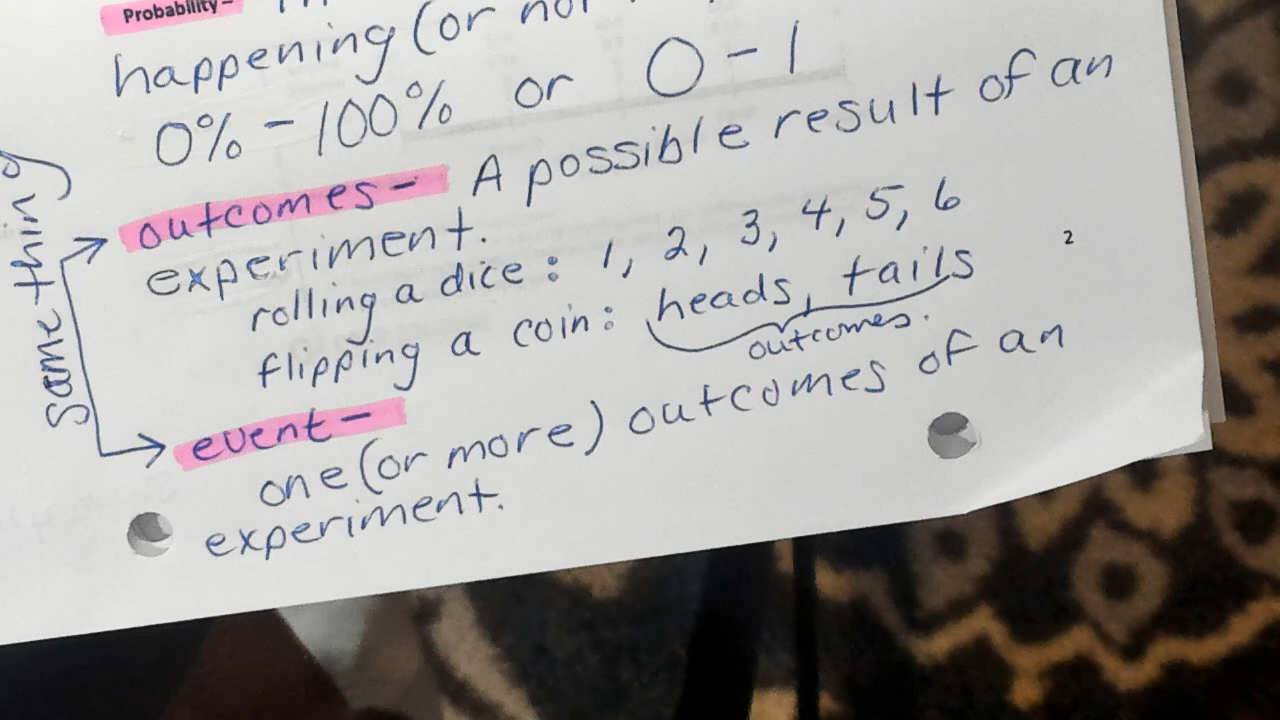 Probability –
happening (or not
0% – 100% or 0 – 1
outcomes – A possible result of an
experiment.
rolling a dice : 1, 2, 3, 4, 5, 6
flipping a coin: heads, tails
outcomes.
event –
one (or more) outcomes of an
experiment.
same thing
2